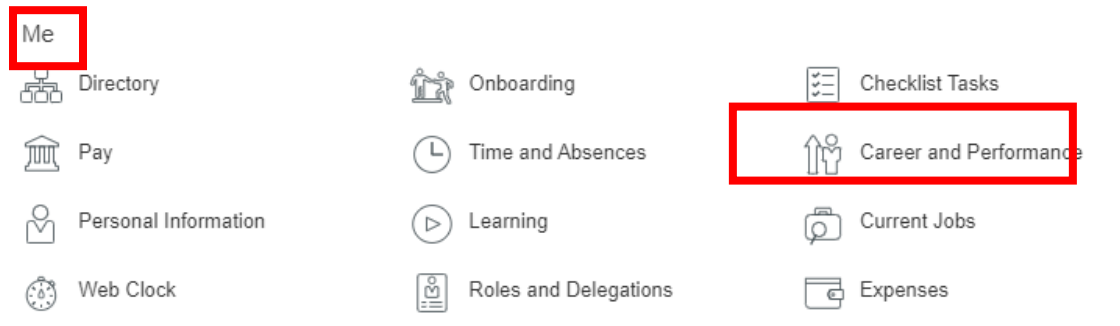 Me
Directory
Onboarding
Checklist Tasks
Pay
Time and Absences
Career and Performance
Personal Information
Learning
Current Jobs
Web Clock
Roles and Delegations
Expenses